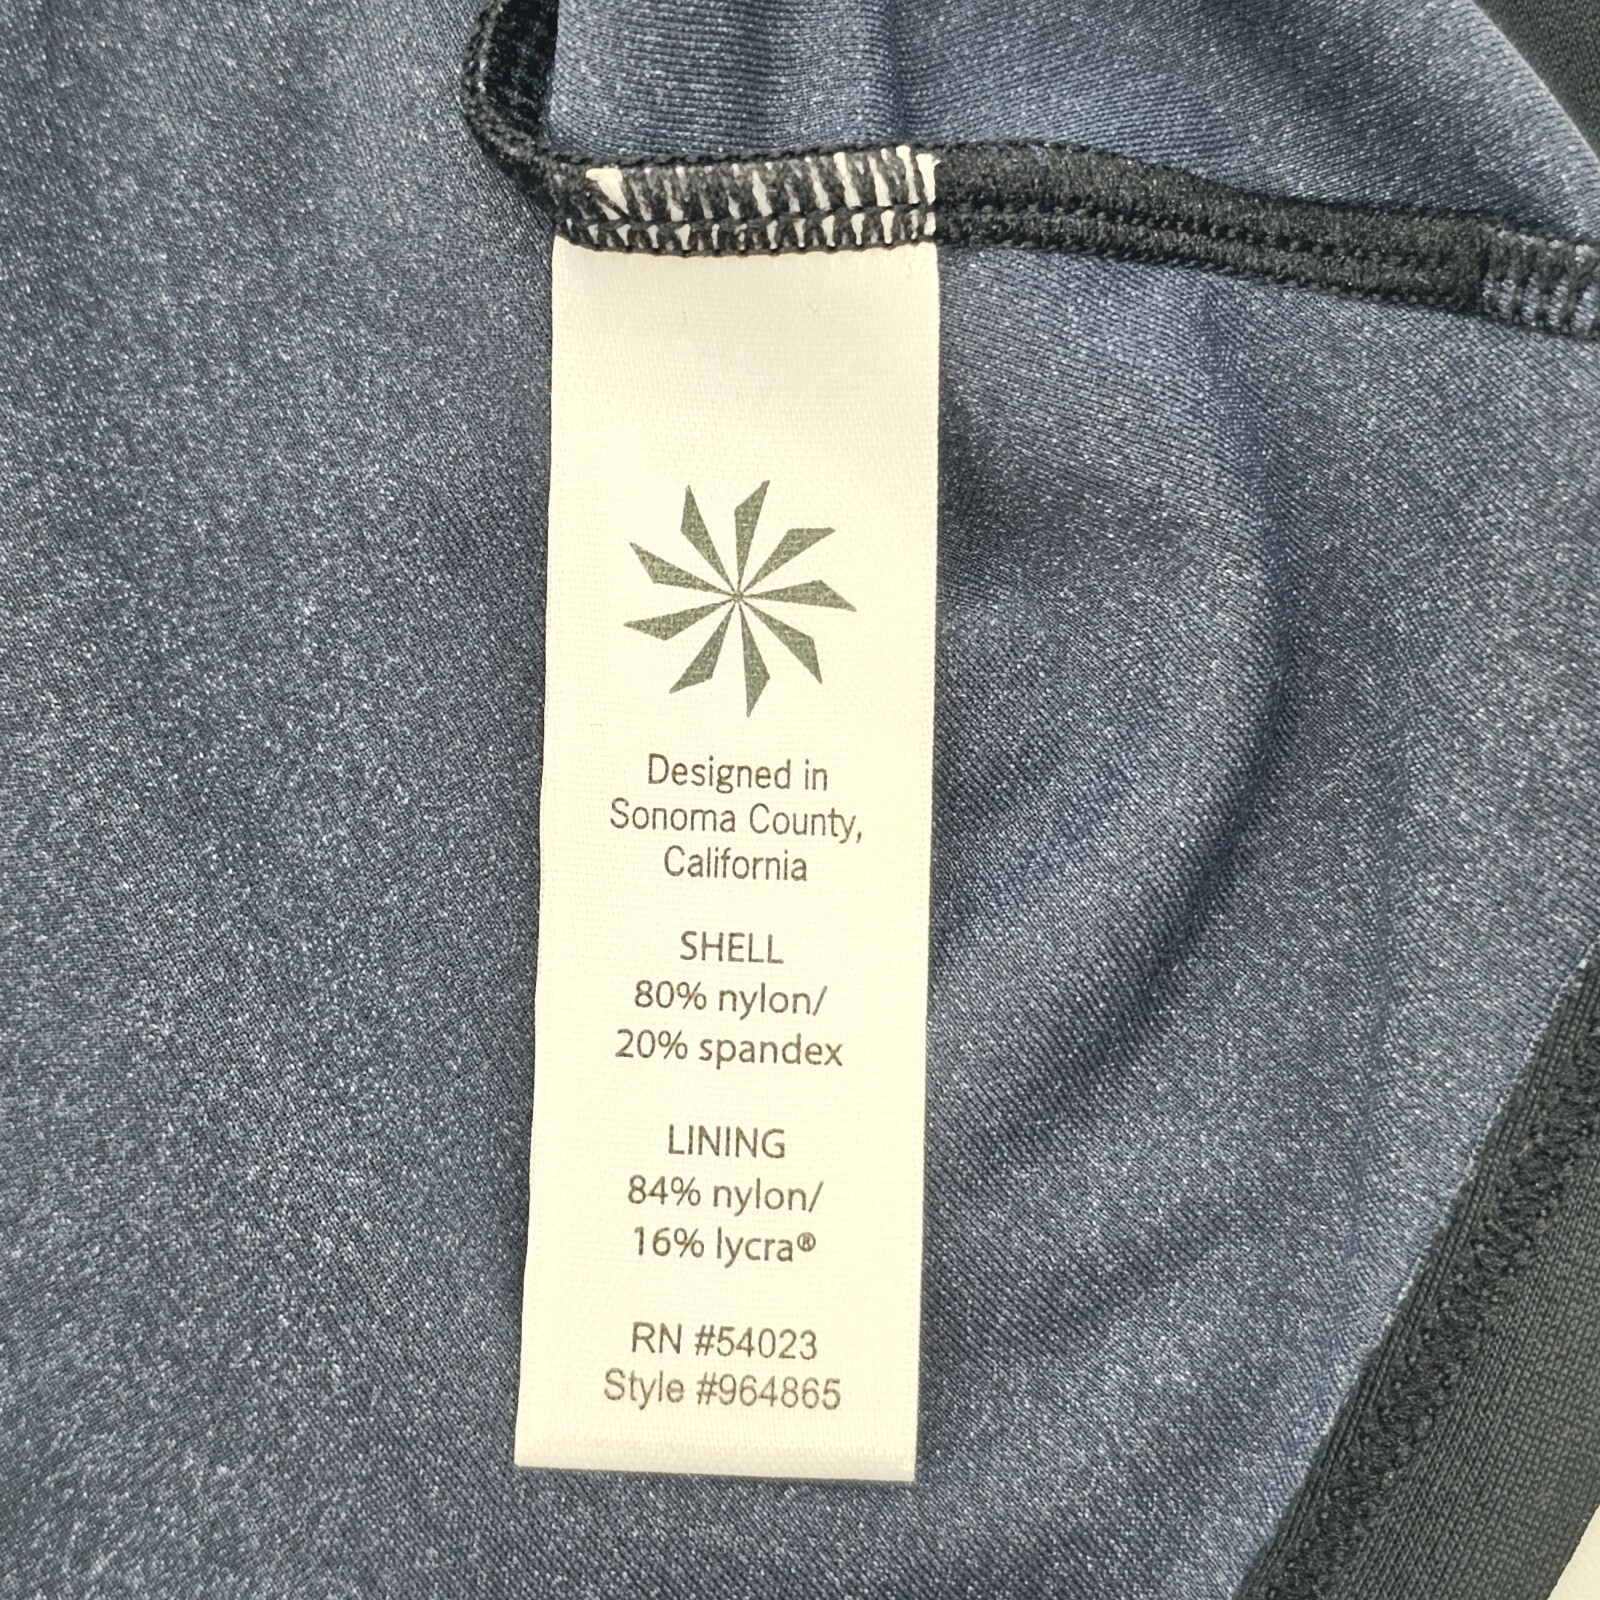 Designed in
Sonoma County,
California
SHELL
80% nylon/
20% spandex
LINING
84% nylon/
16% lycra®
RN #54023
Style #964865